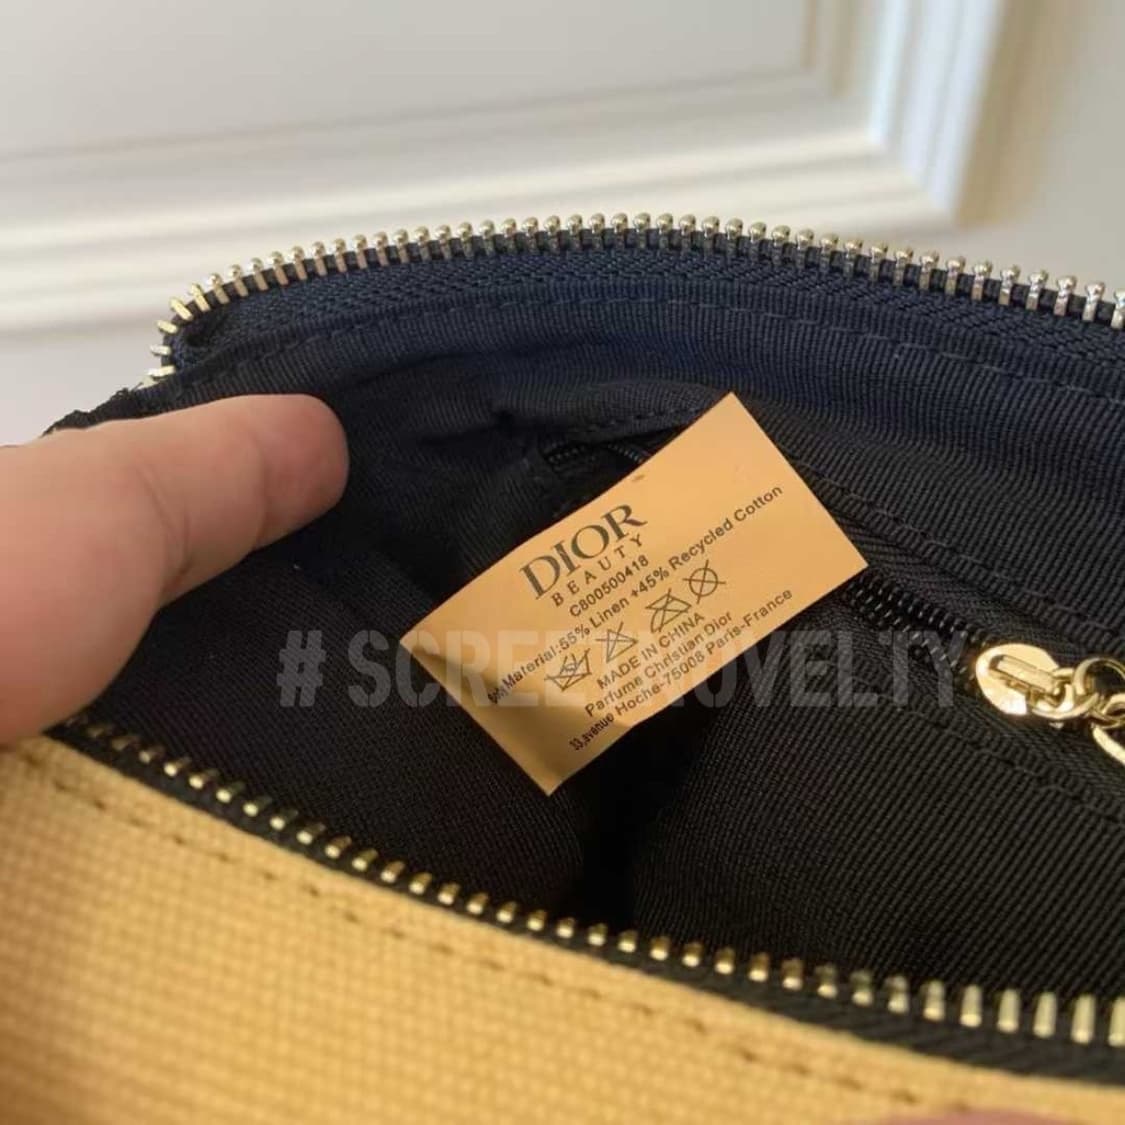 DIOR
BEAUTY
C800500418
Material:55% Linen +45% Recycled Cotton
MADE IN CHINA
Parfume Christian Dior
33,avenue Hoche-75008 Paris-France